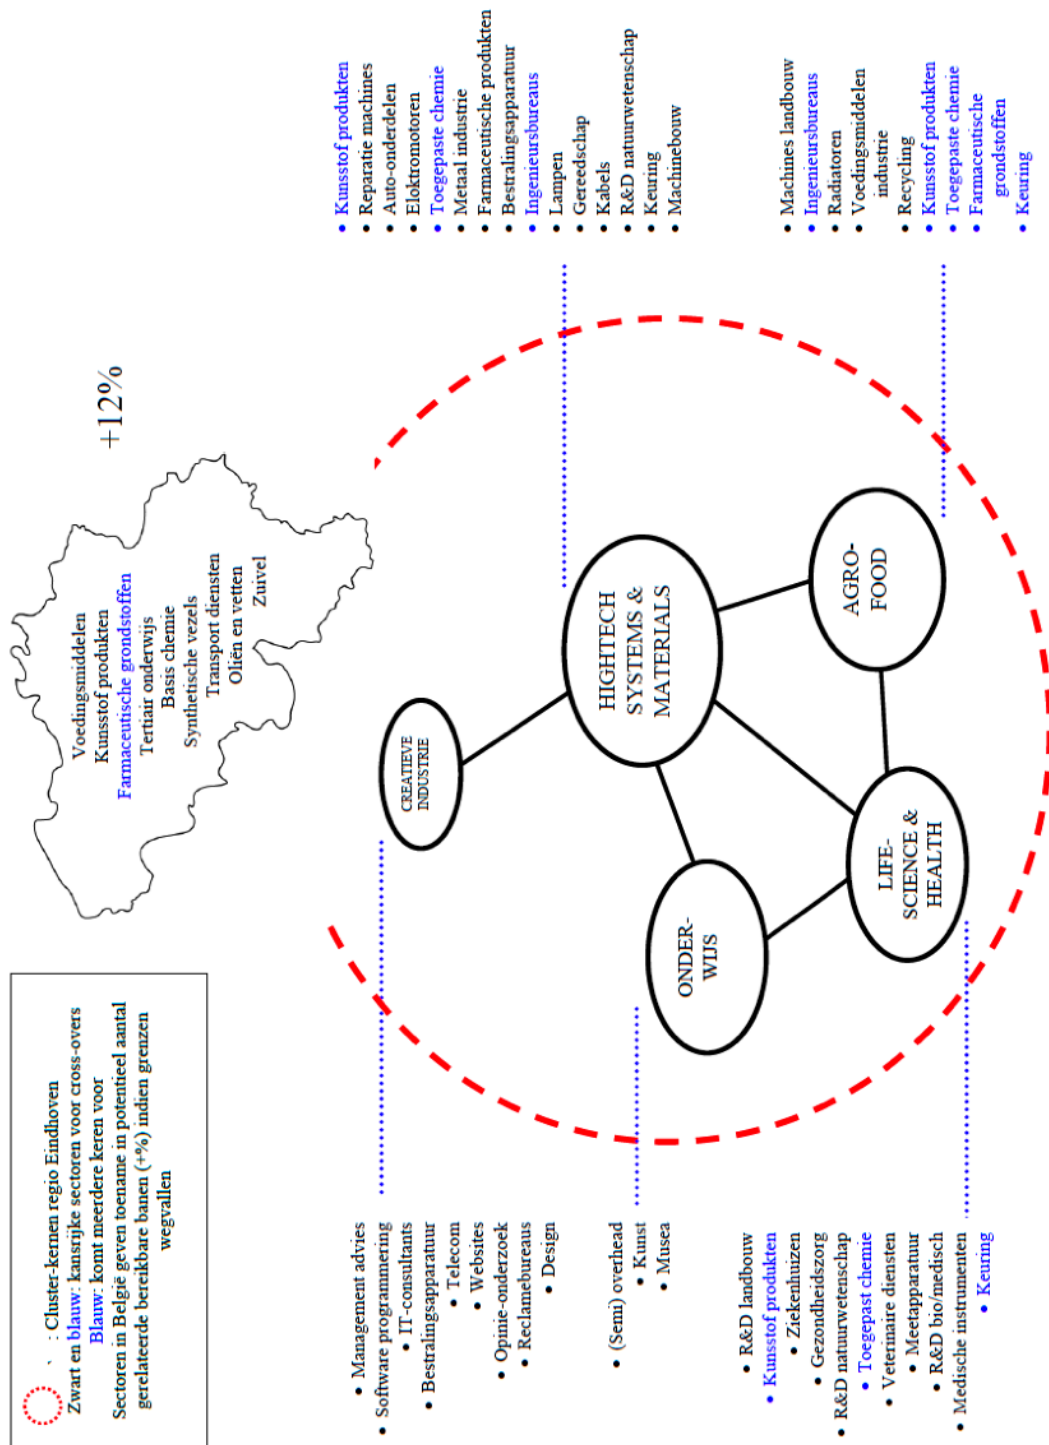 : Cluster-kernen regio Eindhoven
Zwart en blauw: kansrijke sectoren voor cross-overs
Blauw: komt meerdere keren voor
Sectoren in België geven toename in potentieel aantal
gerelateerde bereikbare banen (+%) indien grenzen
wegvallen
Voedingsmiddelen
Kunsstof produkten
Farmaceutische grondstoffen
Tertiair onderwijs
Basis chemie
Synthetische vezels
Transport diensten
Oliën en vetten
Zuivel
+12%
• Management advies
• Software programmering
• IT-consultants
• Bestralingsapparatuur
• Telecom
• Websites
• Opinie-onderzoek
• Reclamebureaus
• Design
• (Semi) overhead
• Kunst
• Musea
• R&D landbouw
• Kunsstof produkten
• Ziekenhuizen
• Gezondheidszorg
• R&D natuurwetenschap
• Toegepast chemie
• Veterinaire diensten
• Meetapparatuur
• R&D bio/medisch
• Medische instrumenten
• Keuring
CREATIEVE
INDUSTRIE
ONDER-
WIJS
HIGHTECH
SYSTEMS &
MATERIALS
LIFE-
SCIENCE &
HEALTH
AGRO-
FOOD
• Kunsstof produkten
• Reparatie machines
• Auto-onderdelen
• Eloktromotoren
• Toegepaste chemie
• Metaal industrie
• Farmaceutische produkten
• Bestralingsapparatuur
• Ingenieursbureaus
• Lampen
• Gereedschap
• Kabels
• R&D natuurwetenschap
• Keuring
• Machinebouw
• Machines landbouw
• Ingenieursbureaus
• Radiatoren
• Voedingsmiddelen
industrie
• Recycling
• Kunsstof produkten
• Toegepaste chemie
• Farmaceutische
grondstoffen
• Keuring